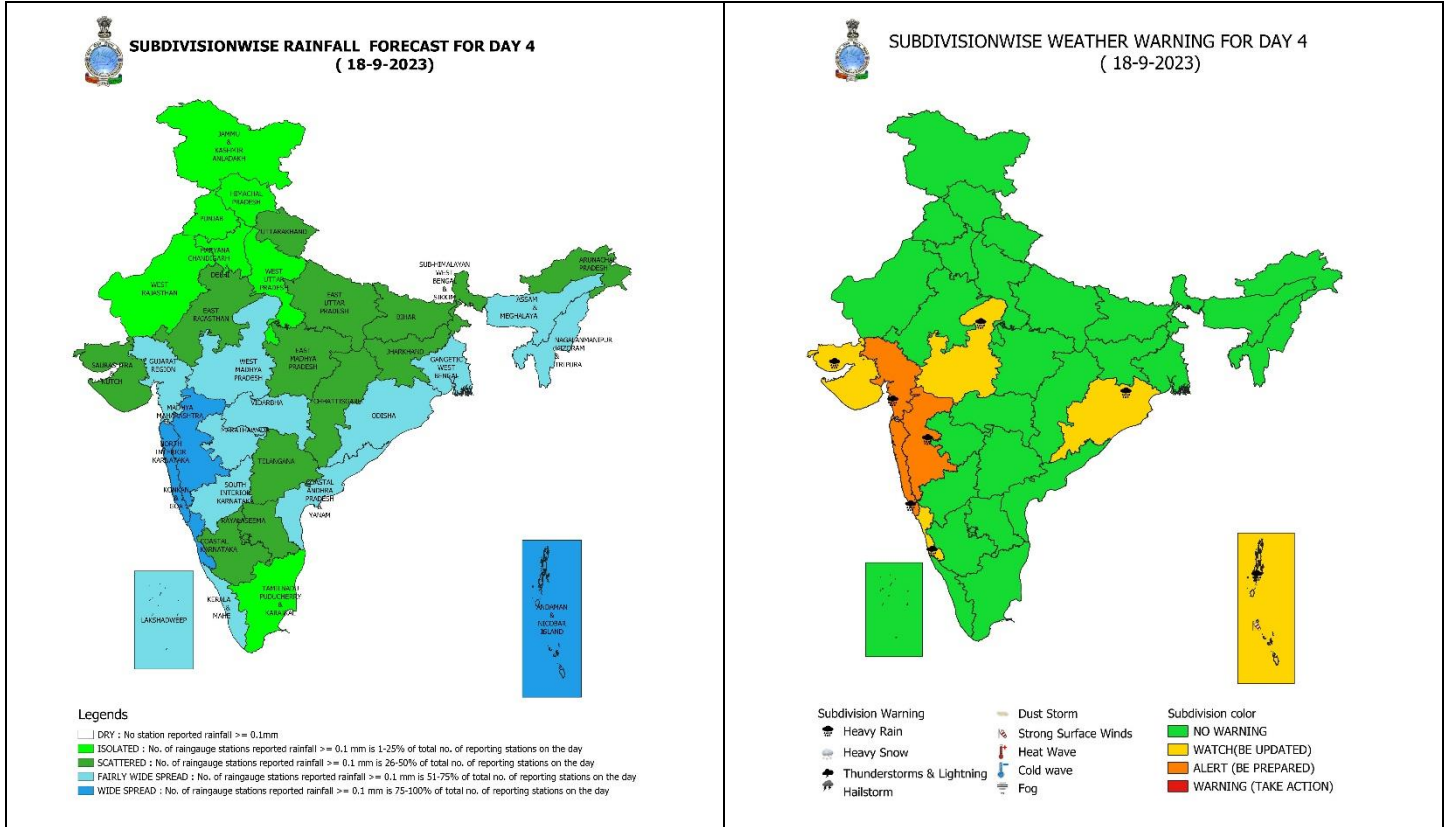 SUBDIVISIONWISE RAINFALL FORECAST FOR DAY 4
( 18-9-2023)
JAMMU
&
KASHMIR
ANLADAKH
HIMACHAL
PRADESH
PUNJAB
UTTARAKHAND
HARYANA
CHANDIGARH
&
DELHI
WEST
UTTAR
PRADESH
WEST
RAJASTHAN
SUB-HIMALAYAN
WEST
BENGAL
&
SIKKIM
ARUNACHAL
PRADESH
EAST
RAJASTHAN
EAST
UTTAR
PRADESH
BIHAR
ASSAM
&
MEGHALAYA
NAGALANMANIPUR
MIZORAM
&
TRIPURA
SAURASHTRA
&
KUTCH
GUJARAT
REGION
WEST
MADHYA
PRADESH
EAST
MADHYA
PRADESH
JHARKHAND
GANGETIC
WEST
BENGAL
MADHYA
MAHARASHTRA
VIDARBHA
CHHATTISGARH
ODISHA
MARATHAWADA
NORTH
INTERIOR
KARNATAKA
TELANGANA
KONKAN
&
GOA
SOUTH
INTERIOR
KARNATAKA
COASTAL
ANDHRA
PRADESH
&
YANAM
RAYALASEEMA
COASTAL
KARNATAKA
KERALA
&
MAHE
TAMILNADU
PUDUCHERRY
&
KARAIKAL
LAKSHADWEEP
ANDAMAN
&
NICOBAR
ISLAND
Legends
DRY : No station reported rainfall >= 0.1mm
ISOLATED : No. of raingauge stations reported rainfall >= 0.1 mm is 1-25% of total no. of reporting stations on the day
SCATTERED : No. of raingauge stations reported rainfall >= 0.1 mm is 26-50% of total no. of reporting stations on the day
FAIRLY WIDE SPREAD : No. of raingauge stations reported rainfall >= 0.1 mm is 51-75% of total no. of reporting stations on the day
WIDE SPREAD : No. of raingauge stations reported rainfall >= 0.1 mm is 75-100% of total no. of reporting stations on the day
SUBDIVISIONWISE WEATHER WARNING FOR DAY 4
( 18-9-2023)
Subdivision Warning
Heavy Rain
Heavy Snow
Thunderstorms & Lightning
Hailstorm
Dust Storm
Strong Surface Winds
Heat Wave
Cold wave
Fog
Subdivision color
NO WARNING
WATCH(BE UPDATED)
ALERT (BE PREPARED)
WARNING (TAKE ACTION)